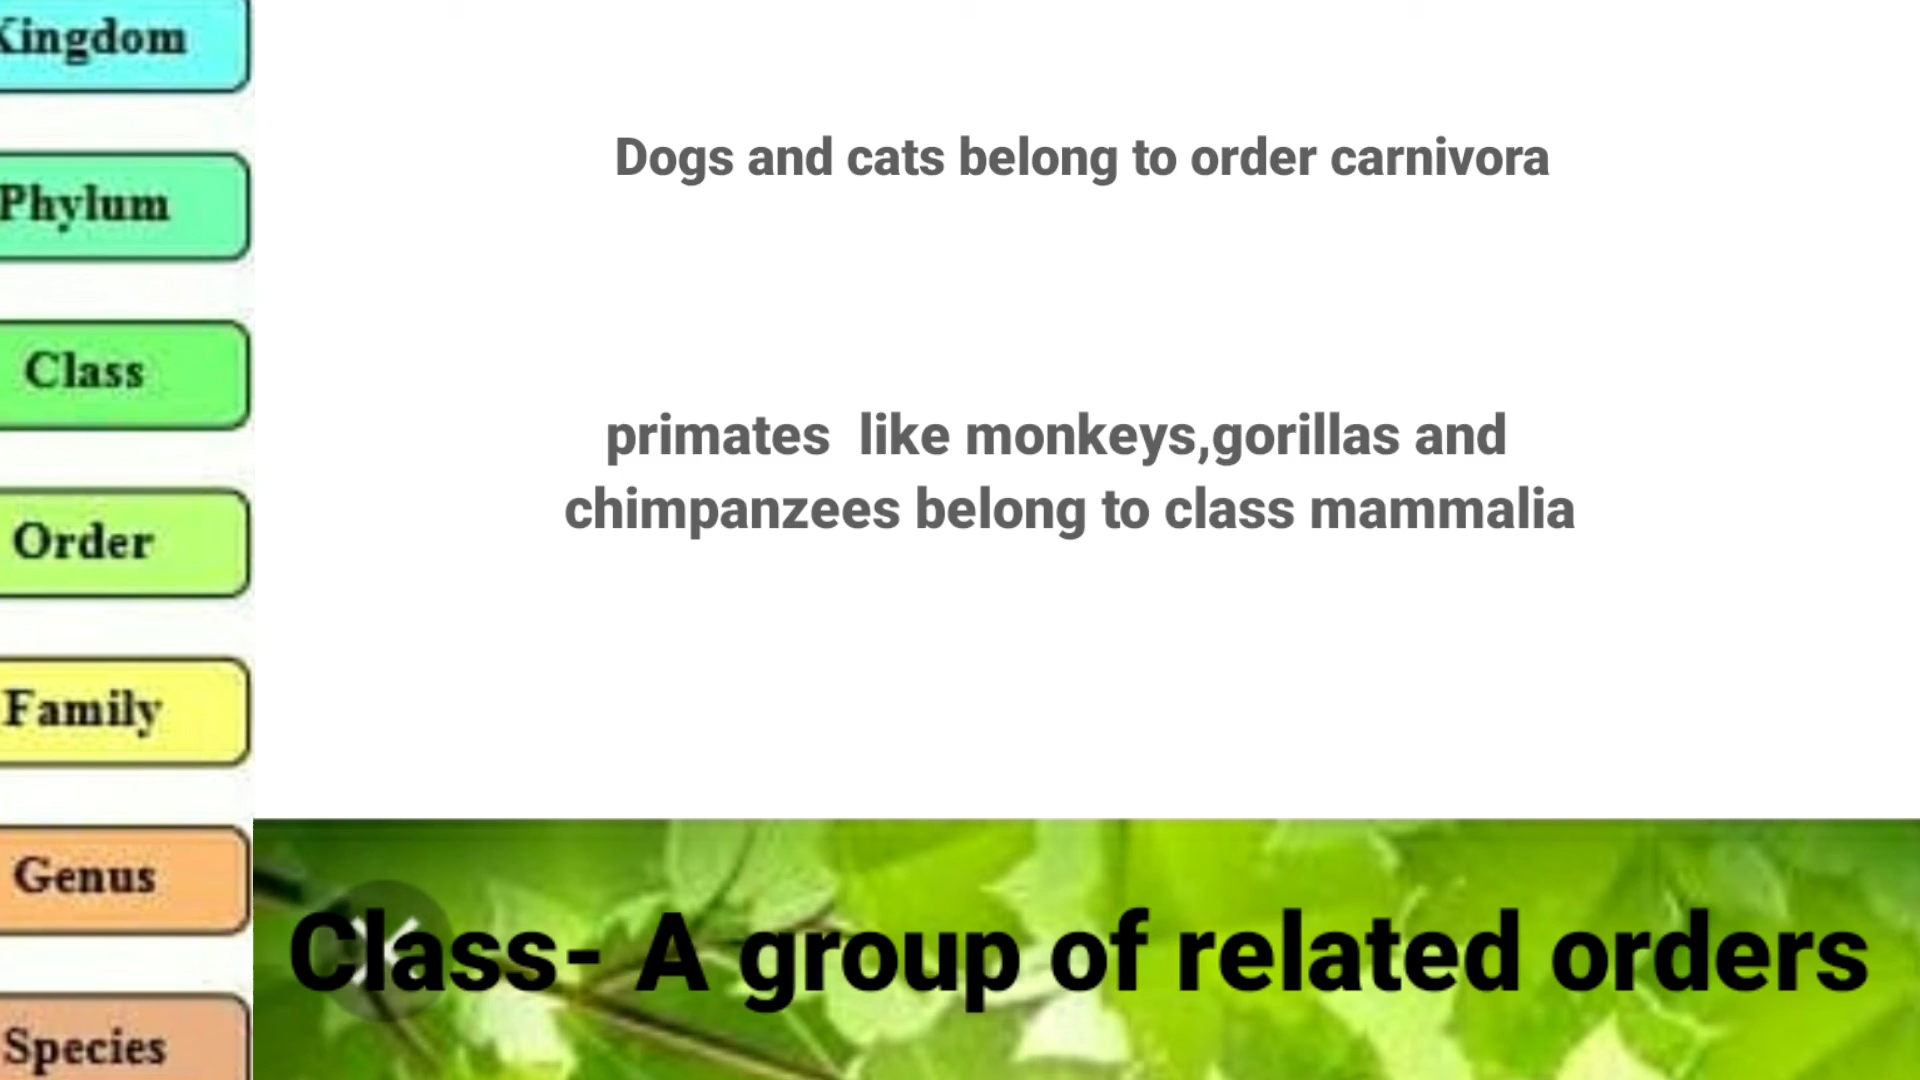 Kingdom
Phylum
Class
Order
Family
Genus
Species
Dogs and cats belong to order carnivora
primates  like monkeys,gorillas and
chimpanzees belong to class mammalia
Class- A group of related orders